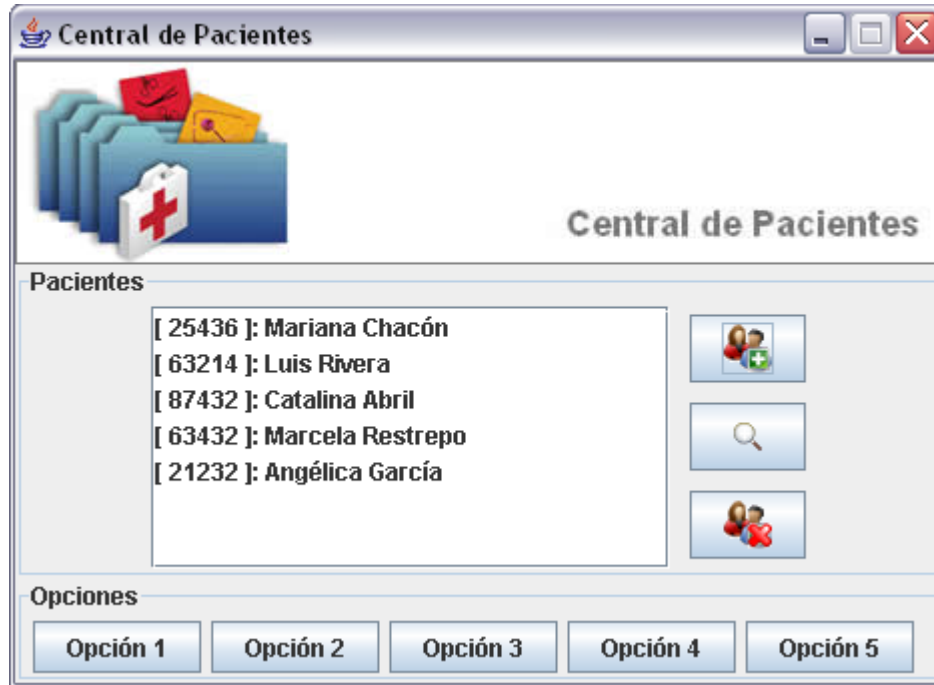 Central de Pacientes
Central de Pacientes
Pacientes
[ 25436 ]: Mariana Chacón
[ 63214 ]: Luis Rivera
[ 87432 ]: Catalina Abril
[ 63432 ]: Marcela Restrepo
[ 21232 ]: Angélica García
Opciones
Opción 1 Opción 2 Opción 3 Opción 4 Opción 5